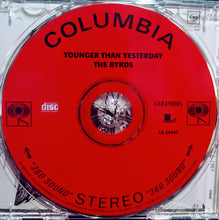 COLUMBIA
YOUNGER THAN YESTERDAY
THE BYRDS
disc
COLUMBIA
"360 SOUND" STEREO "360 SOUND"